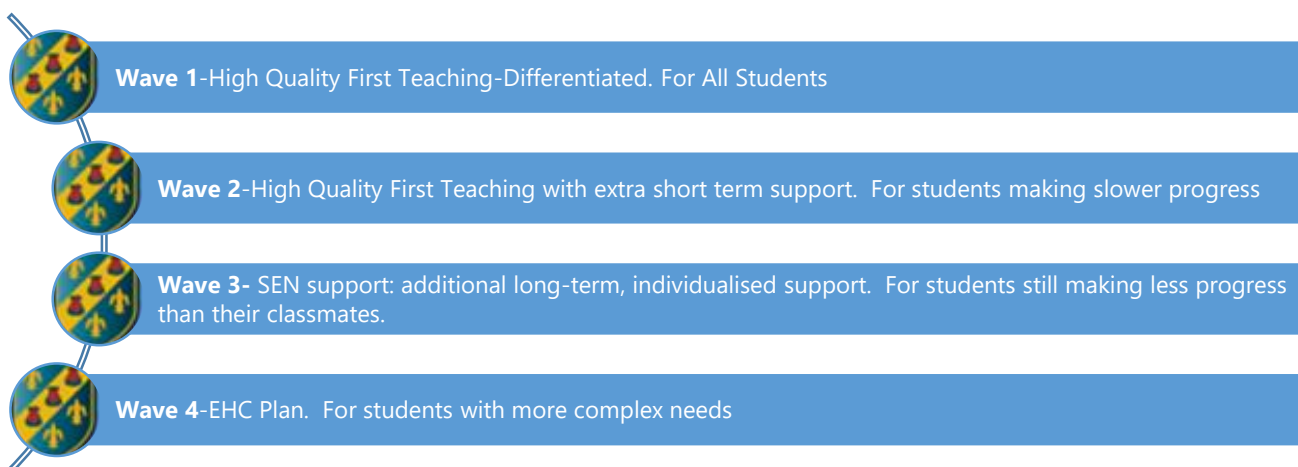 Wave 1-High Quality First Teaching-Differentiated. For All Students
Wave 2-High Quality First Teaching with extra short term support.  For students making slower progress
Wave 3- SEN support: additional long-term, individualised support.  For students still making less progress
than their classmates.
Wave 4-EHC Plan.  For students with more complex needs